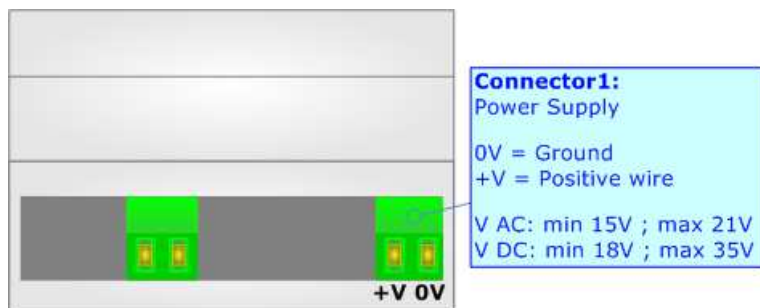 Connector1:
Power Supply
0V = Ground
+V = Positive wire
V AC: min 15V ; max 21V
V DC: min 18V ; max 35V
+V 0V